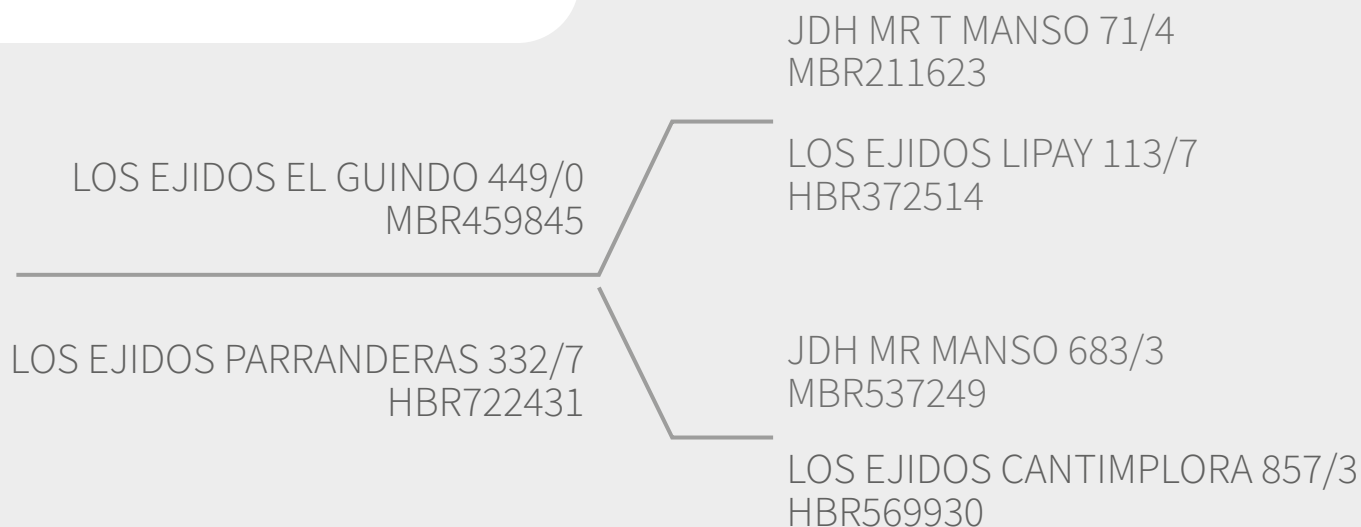 JDH MR T MANSO 71/4
MBR211623
LOS EJIDOS EL GUINDO 449/0
MBR459845
LOS EJIDOS LIPAY 113/7
HBR372514
LOS EJIDOS PARRANDERAS 332/7
HBR722431
JDH MR MANSO 683/3
MBR537249
LOS EJIDOS CANTIMPLORA 857/3
HBR569930